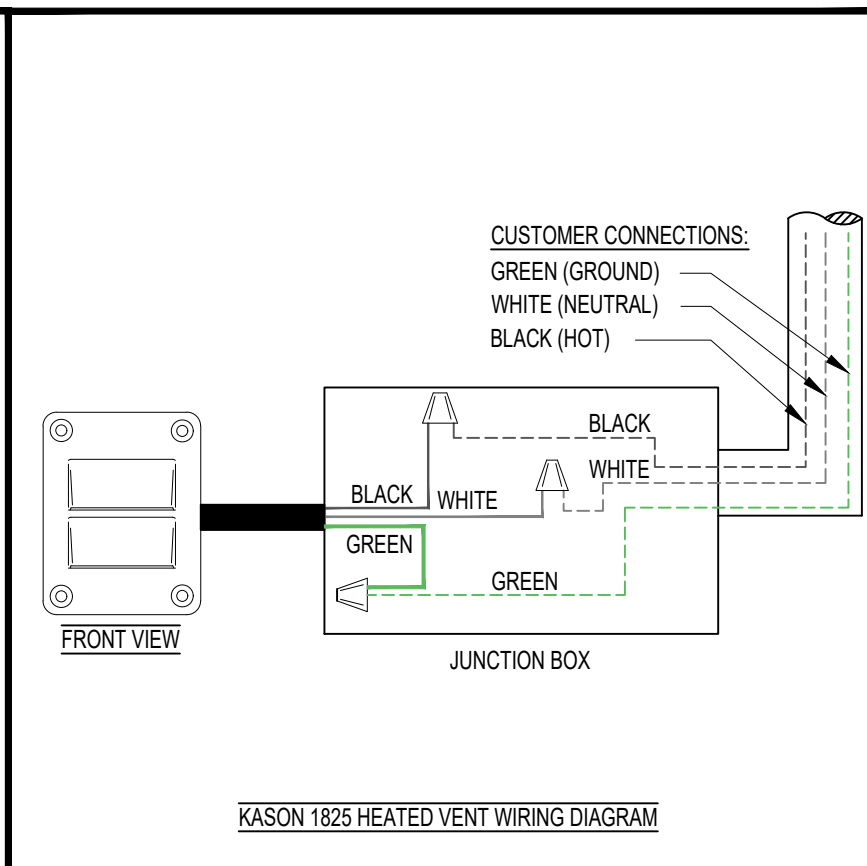 CUSTOMER CONNECTIONS:
GREEN (GROUND)
WHITE (NEUTRAL)
BLACK (HOT)
BLACK
WHITE
BLACK
WHITE
GREEN
GREEN
FRONT VIEW
JUNCTION BOX
KASON 1825 HEATED VENT WIRING DIAGRAM